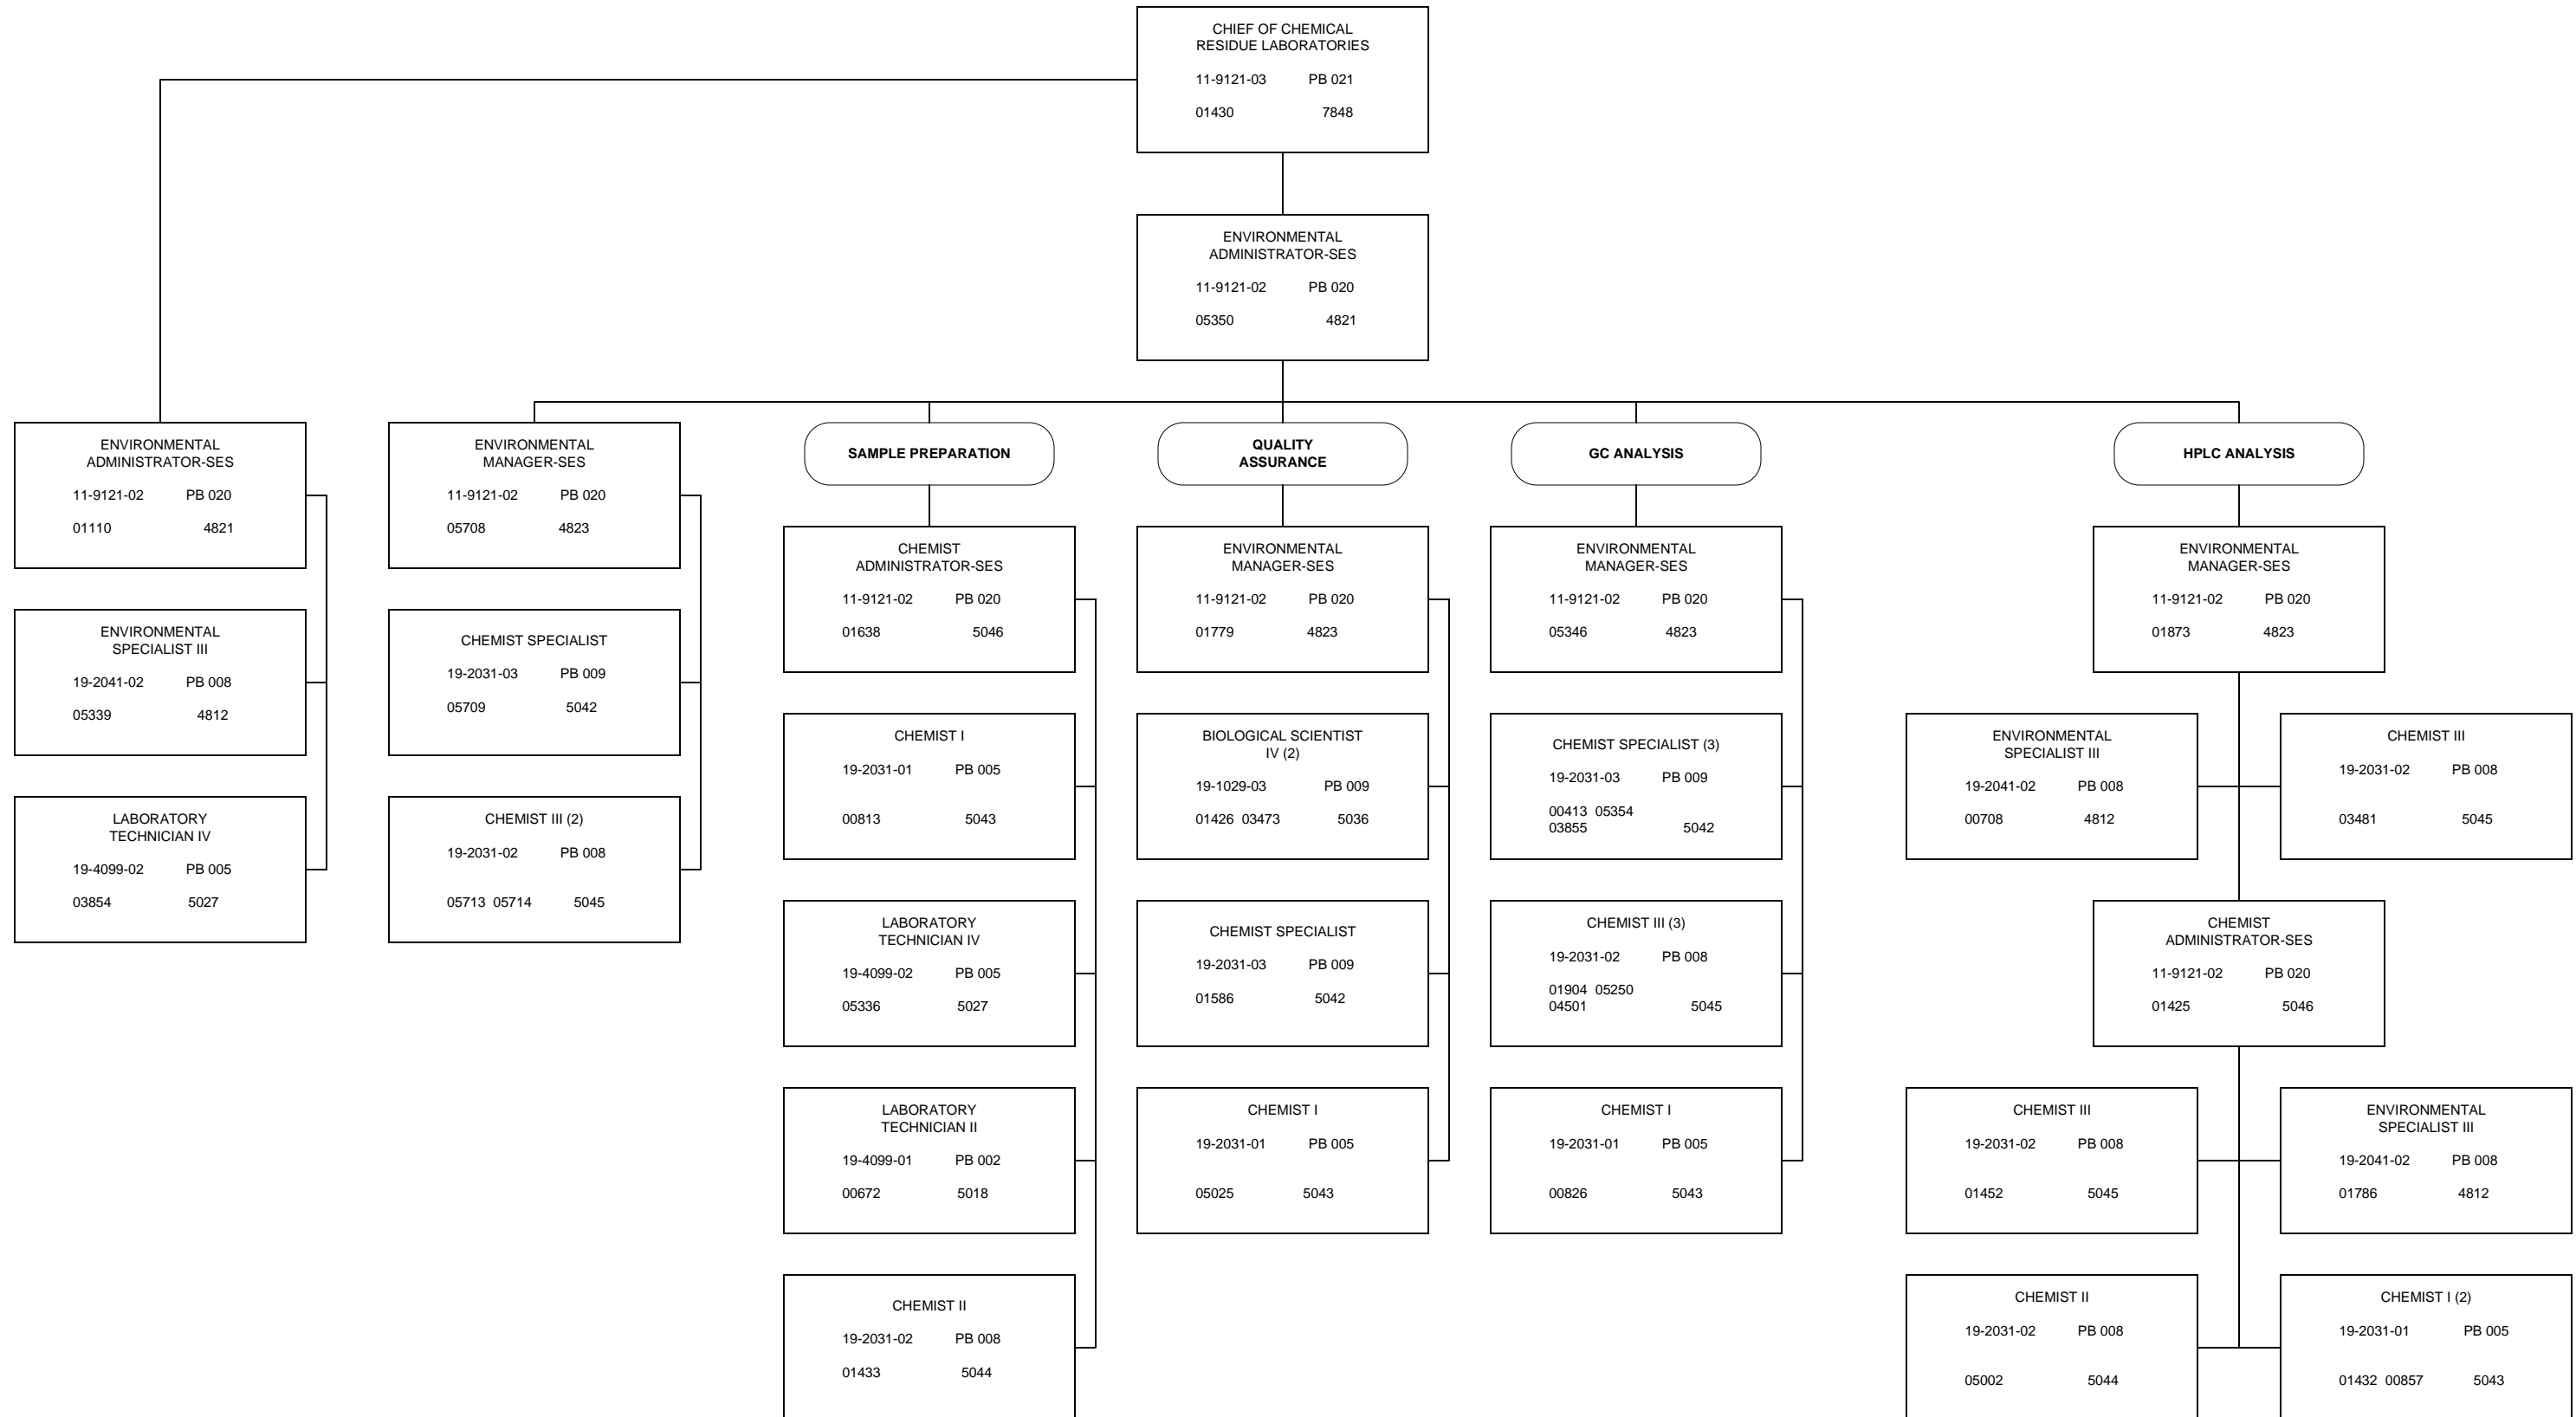 CHIEF OF CHEMICAL
RESIDUE LABORATORIES
11-9121-03 PB 021
01430 7848
ENVIRONMENTAL
ADMINISTRATOR-SES
11-9121-02 PB 020
05350 4821
ENVIRONMENTAL
ADMINISTRATOR-SES
11-9121-02 PB 020
01110 4821
ENVIRONMENTAL
SPECIALIST III
19-2041-02 PB 008
05339 4812
LABORATORY
TECHNICIAN IV
19-4099-02 PB 005
03854 5027
ENVIRONMENTAL
MANAGER-SES
11-9121-02 PB 020
05708 4823
CHEMIST SPECIALIST
19-2031-03 PB 009
05709 5042
CHEMIST III (2)
19-2031-02 PB 008
05713 05714 5045
SAMPLE PREPARATION
CHEMIST
ADMINISTRATOR-SES
11-9121-02 PB 020
01638 5046
CHEMIST I
19-2031-01 PB 005
00813 5043
LABORATORY
TECHNICIAN IV
19-4099-02 PB 005
05336 5027
LABORATORY
TECHNICIAN II
19-4099-01 PB 002
00672 5018
CHEMIST II
19-2031-02 PB 008
01433 5044
QUALITY
ASSURANCE
ENVIRONMENTAL
MANAGER-SES
11-9121-02 PB 020
01779 4823
BIOLOGICAL SCIENTIST
IV (2)
19-1029-03 PB 009
01426 03473 5036
CHEMIST SPECIALIST
19-2031-03 PB 009
01586 5042
CHEMIST I
19-2031-01 PB 005
05025 5043
GC ANALYSIS
ENVIRONMENTAL
MANAGER-SES
11-9121-02 PB 020
05346 4823
CHEMIST SPECIALIST (3)
19-2031-03 PB 009
00413 05354
03855 5042
CHEMIST III (3)
19-2031-02 PB 008
01904 05250
04501 5045
CHEMIST I
19-2031-01 PB 005
00826 5043
HPLC ANALYSIS
ENVIRONMENTAL
MANAGER-SES
11-9121-02 PB 020
01873 4823
ENVIRONMENTAL
SPECIALIST III
19-2041-02 PB 008
00708 4812
CHEMIST III
19-2031-02 PB 008
03481 5045
CHEMIST
ADMINISTRATOR-SES
11-9121-02 PB 020
01425 5046
CHEMIST III
19-2031-02 PB 008
01452 5045
ENVIRONMENTAL
SPECIALIST III
19-2041-02 PB 008
01786 4812
CHEMIST II
19-2031-02 PB 008
05002 5044
CHEMIST I (2)
19-2031-01 PB 005
01432 00857 5043